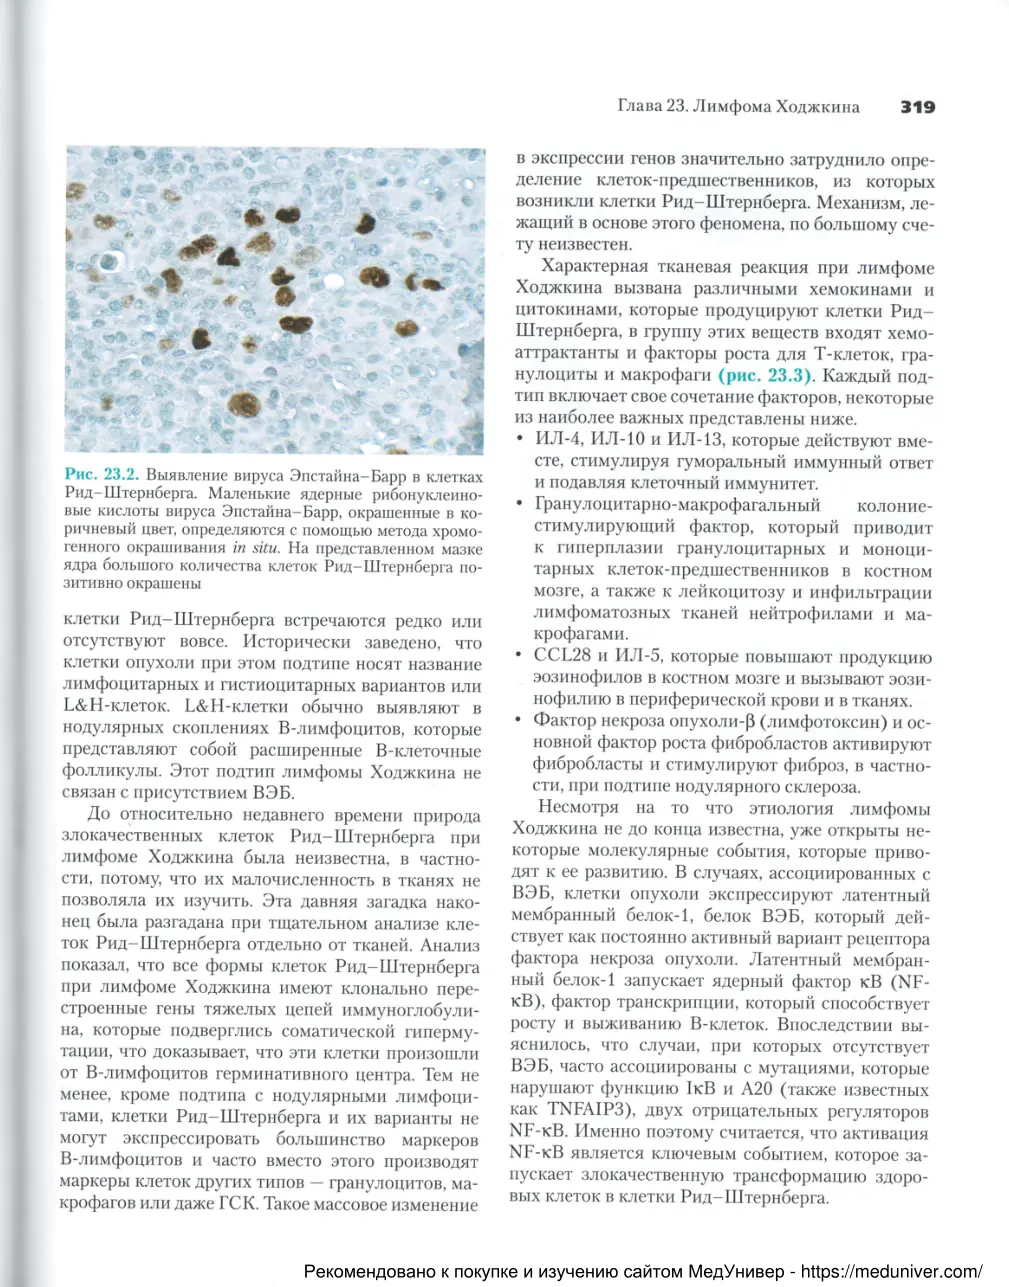 Глава 23. Лимфома Ходжкина 319
Рис. 23.2. Выявление вируса Эпстайна–Барр в клетках
Рид–Штернберга. Маленькие ядерные рибонуклеино-
вые кислоты вируса Эпстайна–Барр, окрашенные в ко-
ричневый цвет, определяются с помощью метода хромо-
генного окрашивания in situ. На представленном мазке
ядра большого количества клеток Рид–Штернберга по-
зитивно окрашены
клетки Рид–Штернберга встречаются редко или
отсутствуют вовсе. Исторически заведено, что
клетки опухоли при этом подтипе носят название
лимфоцитарных и гистиоцитарных вариантов или
L&H-клеток. L&H-клетки обычно выявляют в
нодулярных скоплениях В-лимфоцитов, которые
представляют собой расширенные В-клеточные
фолликулы. Этот подтип лимфомы Ходжкина не
связан с присутствием ВЭБ.
До относительно недавнего времени природа
злокачественных клеток Рид–Штернберга при
лимфоме Ходжкина была неизвестна, в частно-
сти, потому, что их малочисленность в тканях не
позволяла их изучить. Эта давняя загадка нако-
нец была разгадана при тщательном анализе кле-
ток Рид–Штернберга отдельно от тканей. Анализ
показал, что все формы клеток Рид–Штернберга
при лимфоме Ходжкина имеют клонально пере-
строенные гены тяжелых цепей иммуноглобули-
на, которые подверглись соматической гиперму-
тации, что доказывает, что эти клетки произошли
от В-лимфоцитов герминативного центра. Тем не
менее, кроме подтипа с нодулярными лимфоци-
тами, клетки Рид–Штернберга и их варианты не
могут экспрессировать большинство маркеров
В-лимфоцитов и часто вместо этого производят
маркеры клеток других типов — гранулоцитов, ма-
крофагов или даже ГСК. Такое массовое изменение
в экспрессии генов значительно затруднило опре-
деление клеток-предшественников, из которых
возникли клетки Рид–Штернберга. Механизм, ле-
жащий в основе этого феномена, по большому сче-
ту неизвестен.
Характерная тканевая реакция при лимфоме
Ходжкина вызвана различными хемокинами и
цитокинами, которые продуцируют клетки Рид–
Штернберга, в группу этих веществ входят хемо-
аттрактанты и факторы роста для Т-клеток, гра-
нулоциты и макрофаги (рис. 23.3). Каждый под-
тип включает свое сочетание факторов, некоторые
из наиболее важных представлены ниже.
• ИЛ-4, ИЛ-10 и ИЛ-13, которые действуют вме-
сте, стимулируя гуморальный иммунный ответ
и подавляя клеточный иммунитет.
• Гранулоцитарно-макрофагальный колоние-
стимулирующий фактор, который приводит
к гиперплазии гранулоцитарных и моноци-
тарных клеток-предшественников в костном
мозге, а также к лейкоцитозу и инфильтрации
лимфоматозных тканей нейтрофилами и ма-
крофагами.
• CCL28 и ИЛ-5, которые повышают продукцию
эозинофилов в костном мозге и вызывают эози-
нофилию в периферической крови и в тканях.
• Фактор некроза опухоли-β (лимфотоксин) и ос-
новной фактор роста фибробластов активируют
фибробласты и стимулируют фиброз, в частно-
сти, при подтипе нодулярного склероза.
Несмотря на то что этиология лимфомы
Ходжкина не до конца известна, уже открыты не-
которые молекулярные события, которые приво-
дят к ее развитию. В случаях, ассоциированных с
ВЭБ, клетки опухоли экспрессируют латентный
мембранный белок-1, белок ВЭБ, который дей-
ствует как постоянно активный вариант рецептора
фактора некроза опухоли. Латентный мембран-
ный белок-1 запускает ядерный фактор κB (NF-
κB), фактор транскрипции, который способствует
росту и выживанию В-клеток. Впоследствии вы-
яснилось, что случаи, при которых отсутствует
ВЭБ, часто ассоциированы с мутациями, которые
нарушают функцию IκB и A20 (также известных
как TNFAIP3), двух отрицательных регуляторов
NF-κB. Именно поэтому считается, что активация
NF-κB является ключевым событием, которое за-
пускает злокачественную трансформацию здоро-
вых клеток в клетки Рид–Штернберга.
Рекомендовано к покупке и изучению сайтом МедУнивер - https://meduniver.com/